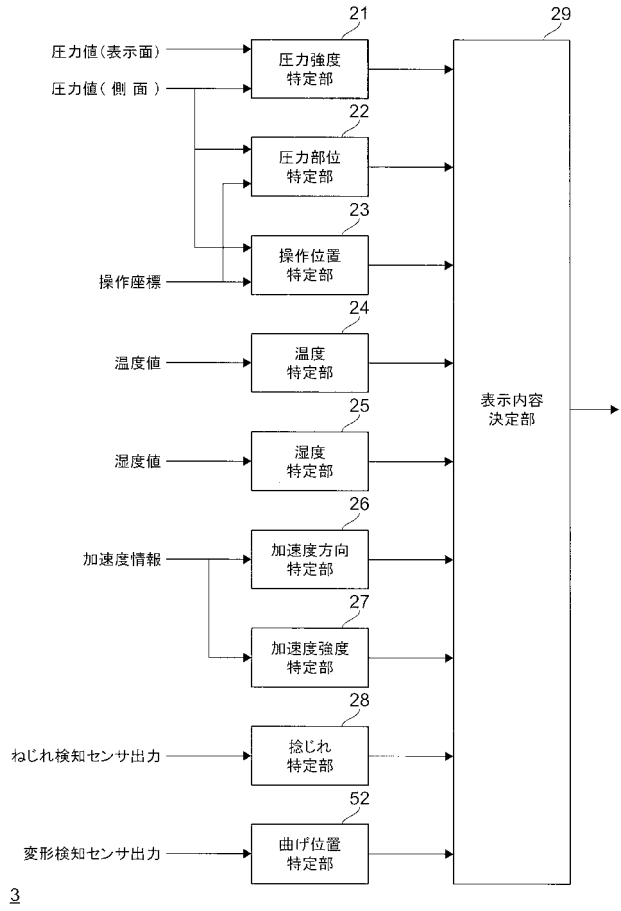 21
29
圧力値(表示面)
圧力強度
特定部
圧力値( 側 面 )
22
圧力部位
特定部
23
操作位置
特定部
操作座標
24
温度値
温度
特定部
表示内容
決定部
25
湿度値
湿度
特定部
26
加速度情報
加速度方向
特定部
27
加速度強度
特定部
28
ねじれ検知センサ出力
捻じれ
特定部
52
変形検知センサ出力
曲げ位置
特定部
3